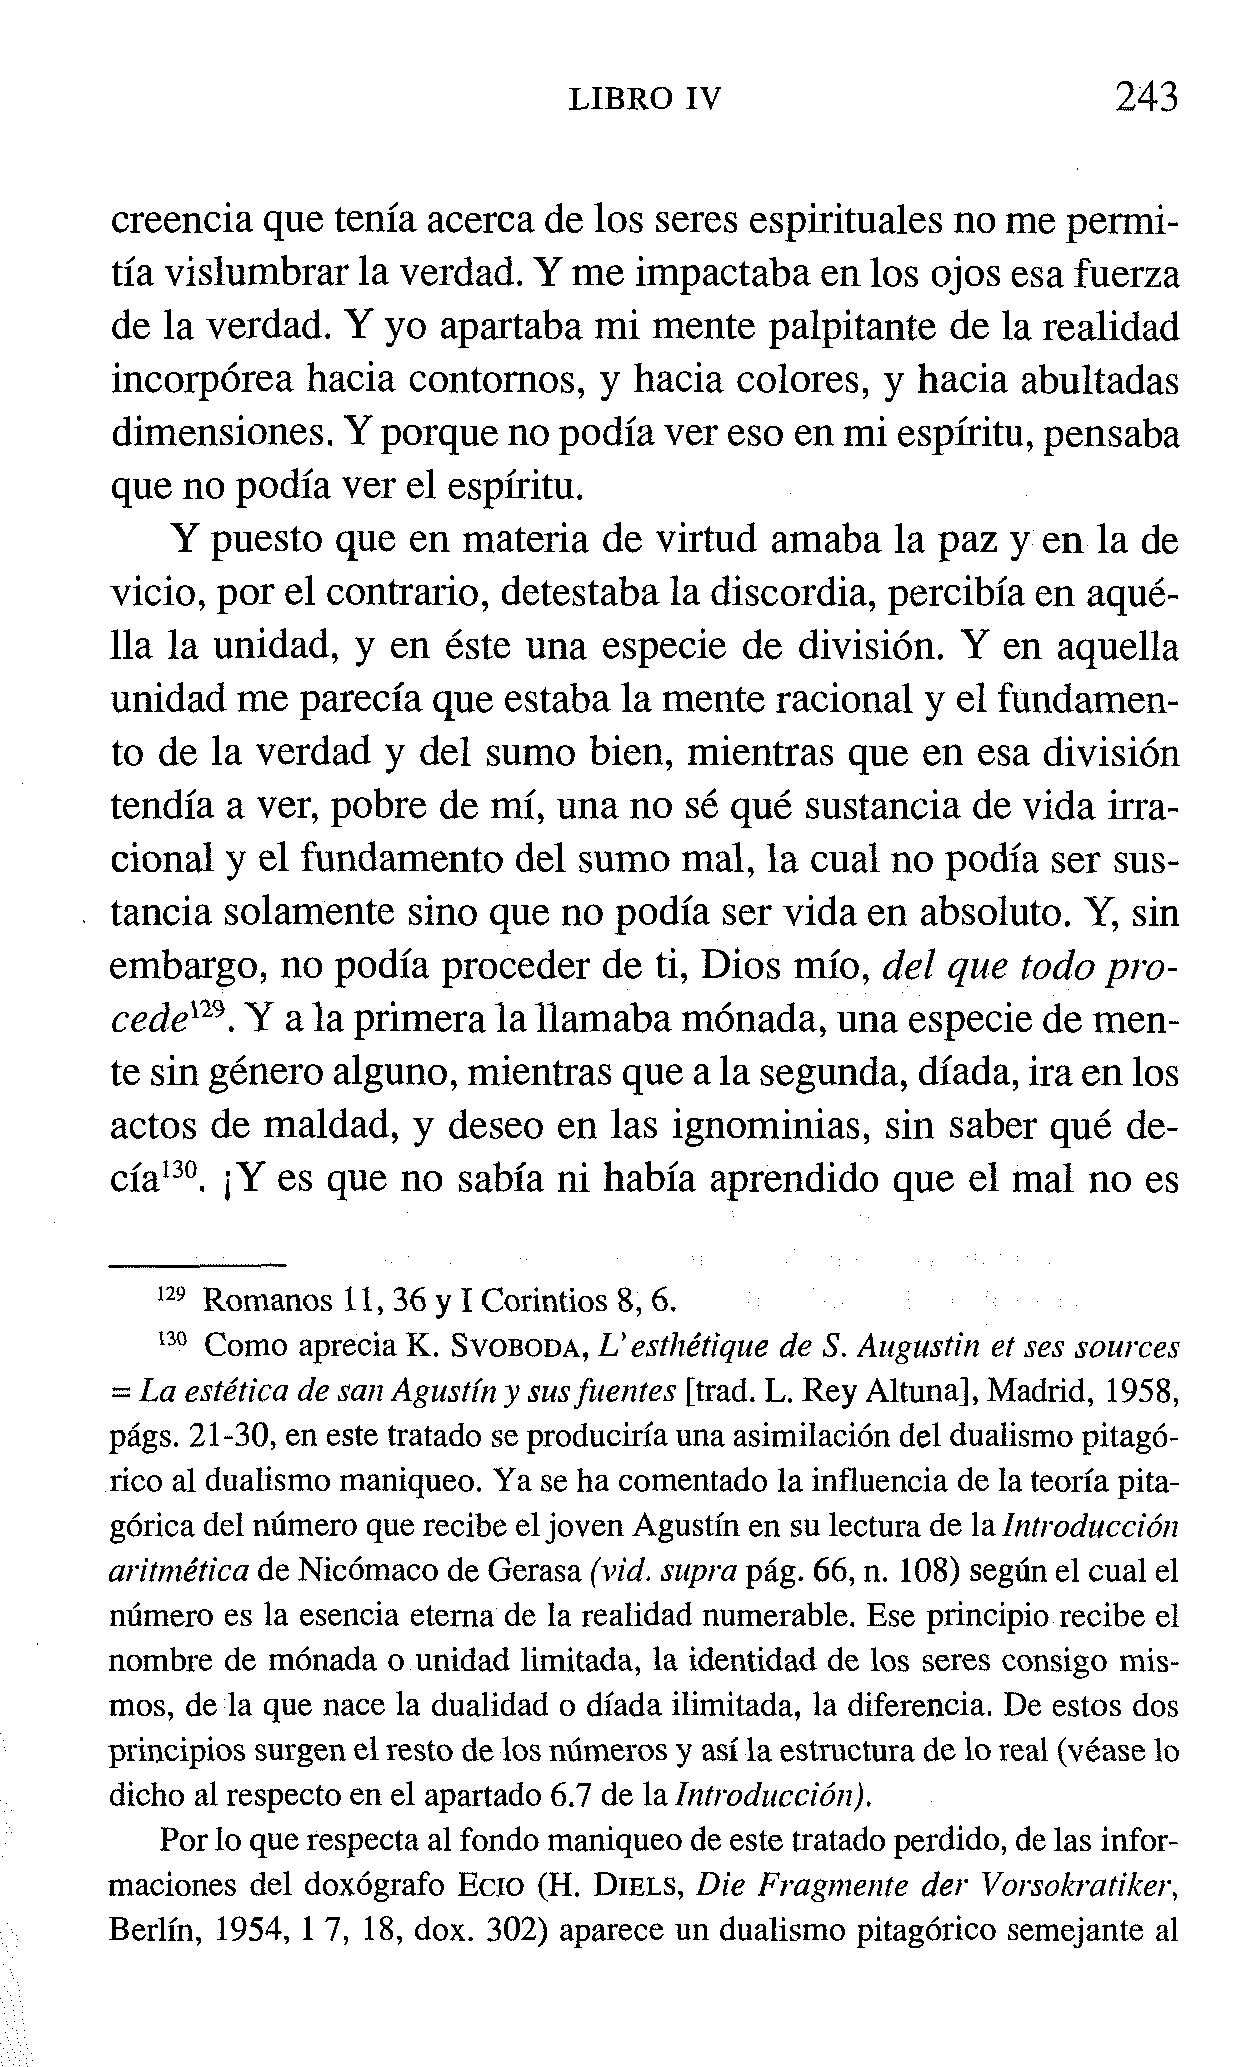 LIBRO IV 243
creencia que tenía acerca de los seres espirituales no me permi-
tía vislumbrar la verdad. Y me impactaba en los ojos esa fuerza
de la verdad. Y yo apartaba mi mente palpitante de la realidad
incorpórea hacia contornos, y hacia colores, y hacia abultadas
dimensiones. Y porque no podía ver eso en mi espíritu, pensaba
que no podía ver el espíritu.
Y puesto que en materia de virtud amaba la paz y en la de
vicio, por el contrario, detestaba la discordia, percibía en aqué-
lla la unidad, y en éste una especie de división. Y en aquella
unidad me parecía que estaba la mente racional y el fundamen-
to de la verdad y del sumo bien, mientras que en esa división
tendía a ver, pobre de mí, una no sé qué sustancia de vida irra-
cional y el fundamento del sumo mal, la cual no podía ser sus-
tancia solamente sino que no podía ser vida en absoluto. Y, sin
embargo, no podía proceder de ti, Dios mío, del que todo pro-
cede¹²⁹. Y a la primera la llamaba mónada, una especie de men-
te sin género alguno, mientras que a la segunda, díada, ira en los
actos de maldad, y deseo en las ignominias, sin saber qué de-
cía¹³⁰. ¡Y es que no sabía ni había aprendido que el mal no es
¹²⁹ Romanos 11, 36 y I Corintios 8, 6.
¹³⁰ Como aprecia K. SVOBODA, L'esthétique de S. Augustin et ses sources
= La estética de san Agustín y sus fuentes [trad. L. Rey Altuna], Madrid, 1958,
págs. 21-30, en este tratado se produciría una asimilación del dualismo pitagó-
rico al dualismo maniqueo. Ya se ha comentado la influencia de la teoría pita-
górica del número que recibe el joven Agustín en su lectura de la Introducción
aritmética de Nicómaco de Gerasa (vid. supra pág. 66, n. 108) según el cual el
número es la esencia eterna de la realidad numerable. Ese principio recibe el
nombre de mónada o unidad limitada, la identidad de los seres consigo mis-
mos, de la que nace la dualidad o díada ilimitada, la diferencia. De estos dos
principios surgen el resto de los números y así la estructura de lo real (véase lo
dicho al respecto en el apartado 6.7 de la Introducción).
Por lo que respecta al fondo maniqueo de este tratado perdido, de las infor-
maciones del doxógrafo ECIO (H. DIELS, Die Fragmente der Vorsokratiker,
Berlín, 1954, I 7, 18, dox. 302) aparece un dualismo pitagórico semejante al